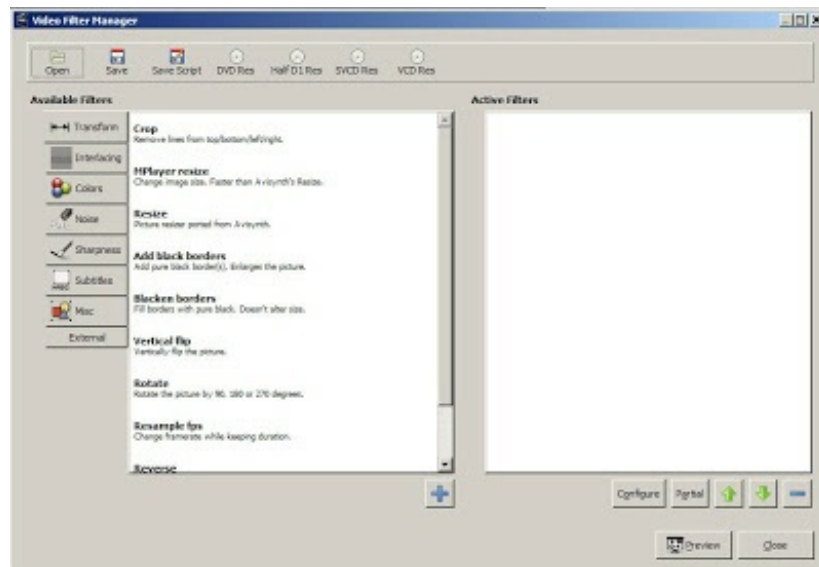 Video Filter Manager
Open Save Save Script DVD Res Half D1 Res SVCD Res VCD Res
Available Filters
Active Filters
Transform
Interlacing
Colors
Noise
Sharpness
Subtitles
Misc
External
Crop
Remove lines from top/bottom/left/right.
MPlayer resize
Change image size. Faster than Avisynth's Resize.
Resize
Picture resizer ported from Avisynth.
Add black borders
Add pure black border(s). Enlarges the picture.
Blacken borders
Fill borders with pure black. Doesn't alter size.
Vertical flip
Vertically flip the picture.
Rotate
Rotate the picture by 90, 180 or 270 degrees.
Resample fps
Change framerate while keeping duration.
Reverse
Configure Partial
Preview Close